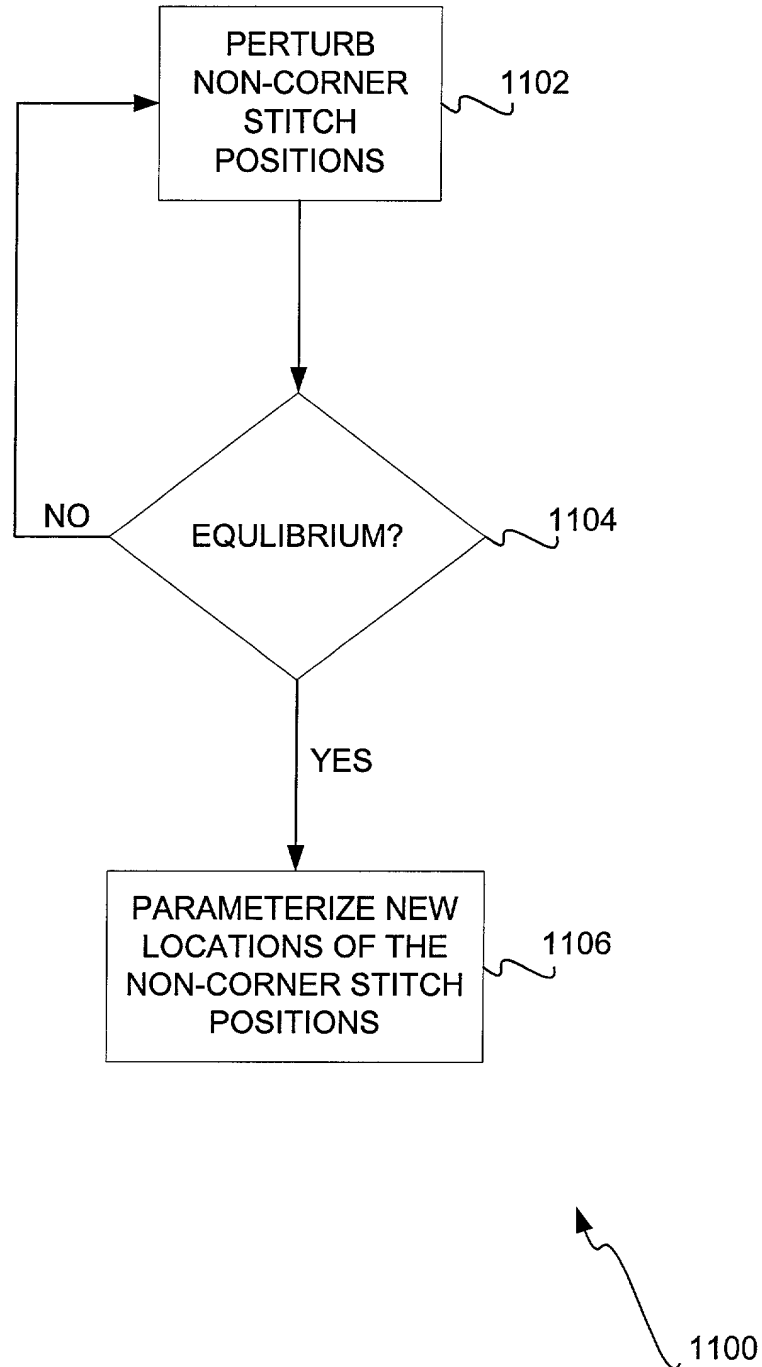 PERTURB
NON-CORNER
STITCH
POSITIONS
1102
NO
EQULIBRIUM?
1104
YES
PARAMETERIZE NEW
LOCATIONS OF THE
NON-CORNER STITCH
POSITIONS
1106
1100